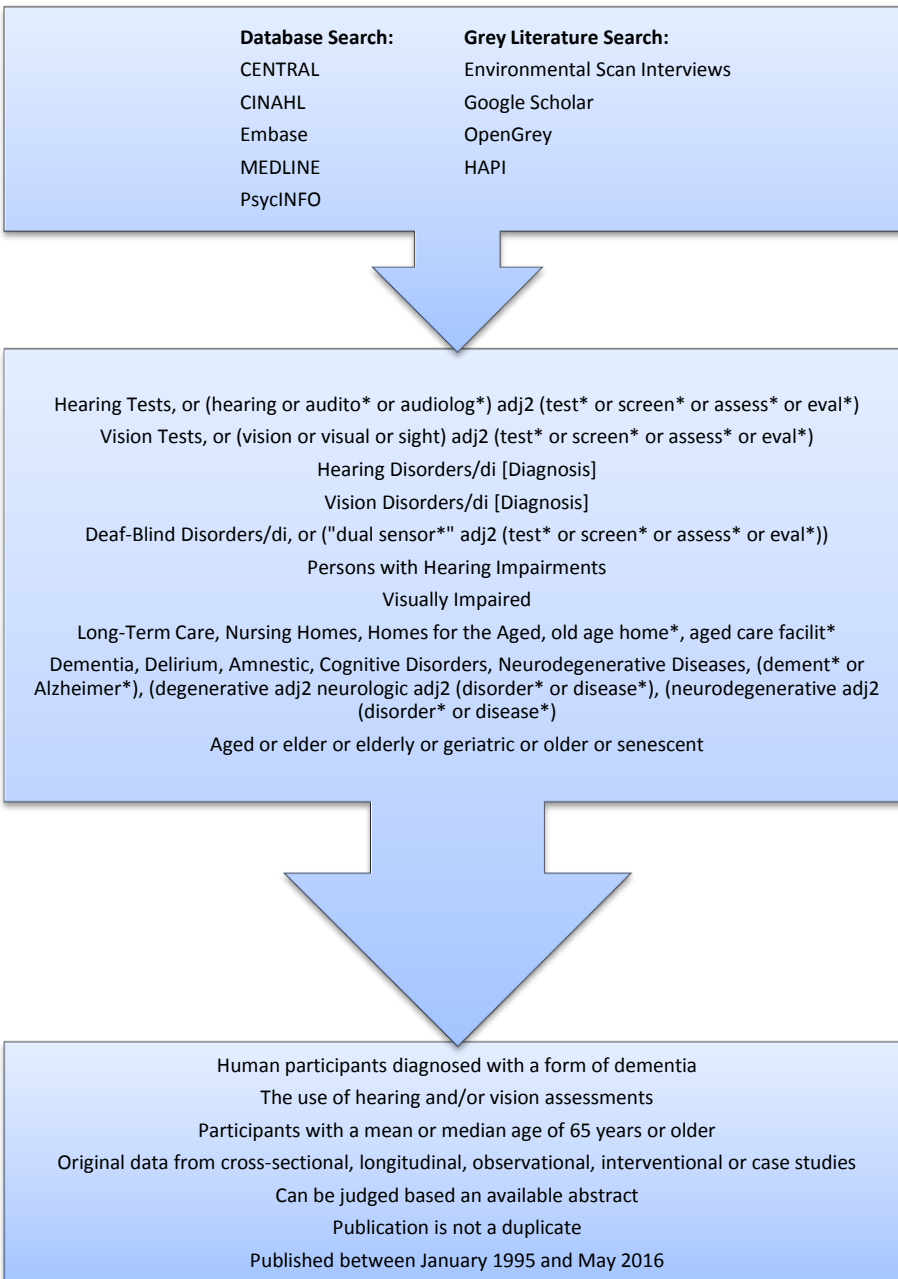 Database Search:
CENTRAL
CINAHL
Embase
MEDLINE
PsycINFO
Grey Literature Search:
Environmental Scan Interviews
Google Scholar
OpenGrey
HAPI
Hearing Tests, or (hearing or audito* or audiolog*) adj2 (test* or screen* or assess* or eval*)
Vision Tests, or (vision or visual or sight) adj2 (test* or screen* or assess* or eval*)
Hearing Disorders/di [Diagnosis]
Vision Disorders/di [Diagnosis]
Deaf-Blind Disorders/di, or ("dual sensor*" adj2 (test* or screen* or assess* or eval*))
Persons with Hearing Impairments
Visually Impaired
Long-Term Care, Nursing Homes, Homes for the Aged, old age home*, aged care facilit*
Dementia, Delirium, Amnestic, Cognitive Disorders, Neurodegenerative Diseases, (dement* or
Alzheimer*), (degenerative adj2 neurologic adj2 (disorder* or disease*), (neurodegenerative adj2
(disorder* or disease*)
Aged or elder or elderly or geriatric or older or senescent
Human participants diagnosed with a form of dementia
The use of hearing and/or vision assessments
Participants with a mean or median age of 65 years or older
Original data from cross-sectional, longitudinal, observational, interventional or case studies
Can be judged based an available abstract
Publication is not a duplicate
Published between January 1995 and May 2016